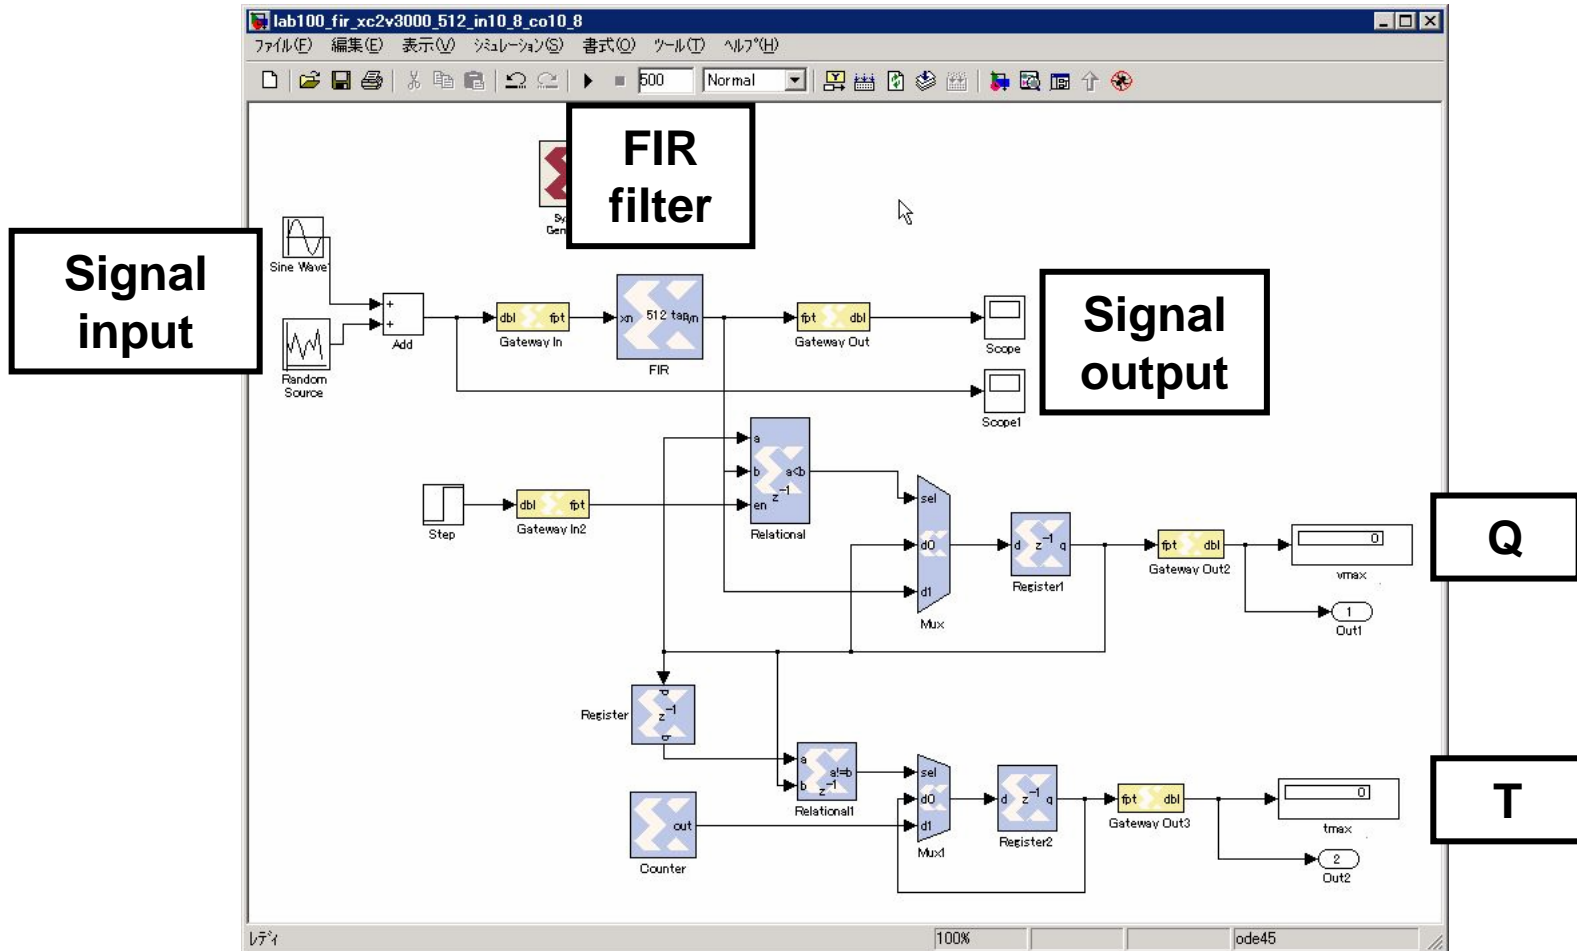 lab100_fir_xc2v3000_512_in10_8_co10_8
ファイル(F) 編集(E) 表示(V) シミュレーション(S) 書式(O) ツール(T) ヘルプ(H)
500 Normal
FIR
filter
Signal
input
Sine Wave1
Random
Source
+
+
Add
dbl fpt
Gateway In
xn 512 tap yn
FIR
fpt dbl
Gateway Out
Scope
Scope1
Signal
output
Step
dbl fpt
Gateway In2
a
b a<b
en z-1
Relational
sel
d0
d1
Mux
d z-1 q
Register1
fpt dbl
Gateway Out2
0
vmax
1
Out1
Q
Register
d
z-1
q
a
a!=b
b z-1
Relational1
out
Counter
sel
d0
d1
Mux1
d z-1 q
Register2
fpt dbl
Gateway Out3
0
tmax
2
Out2
T
レディ 100% ode45